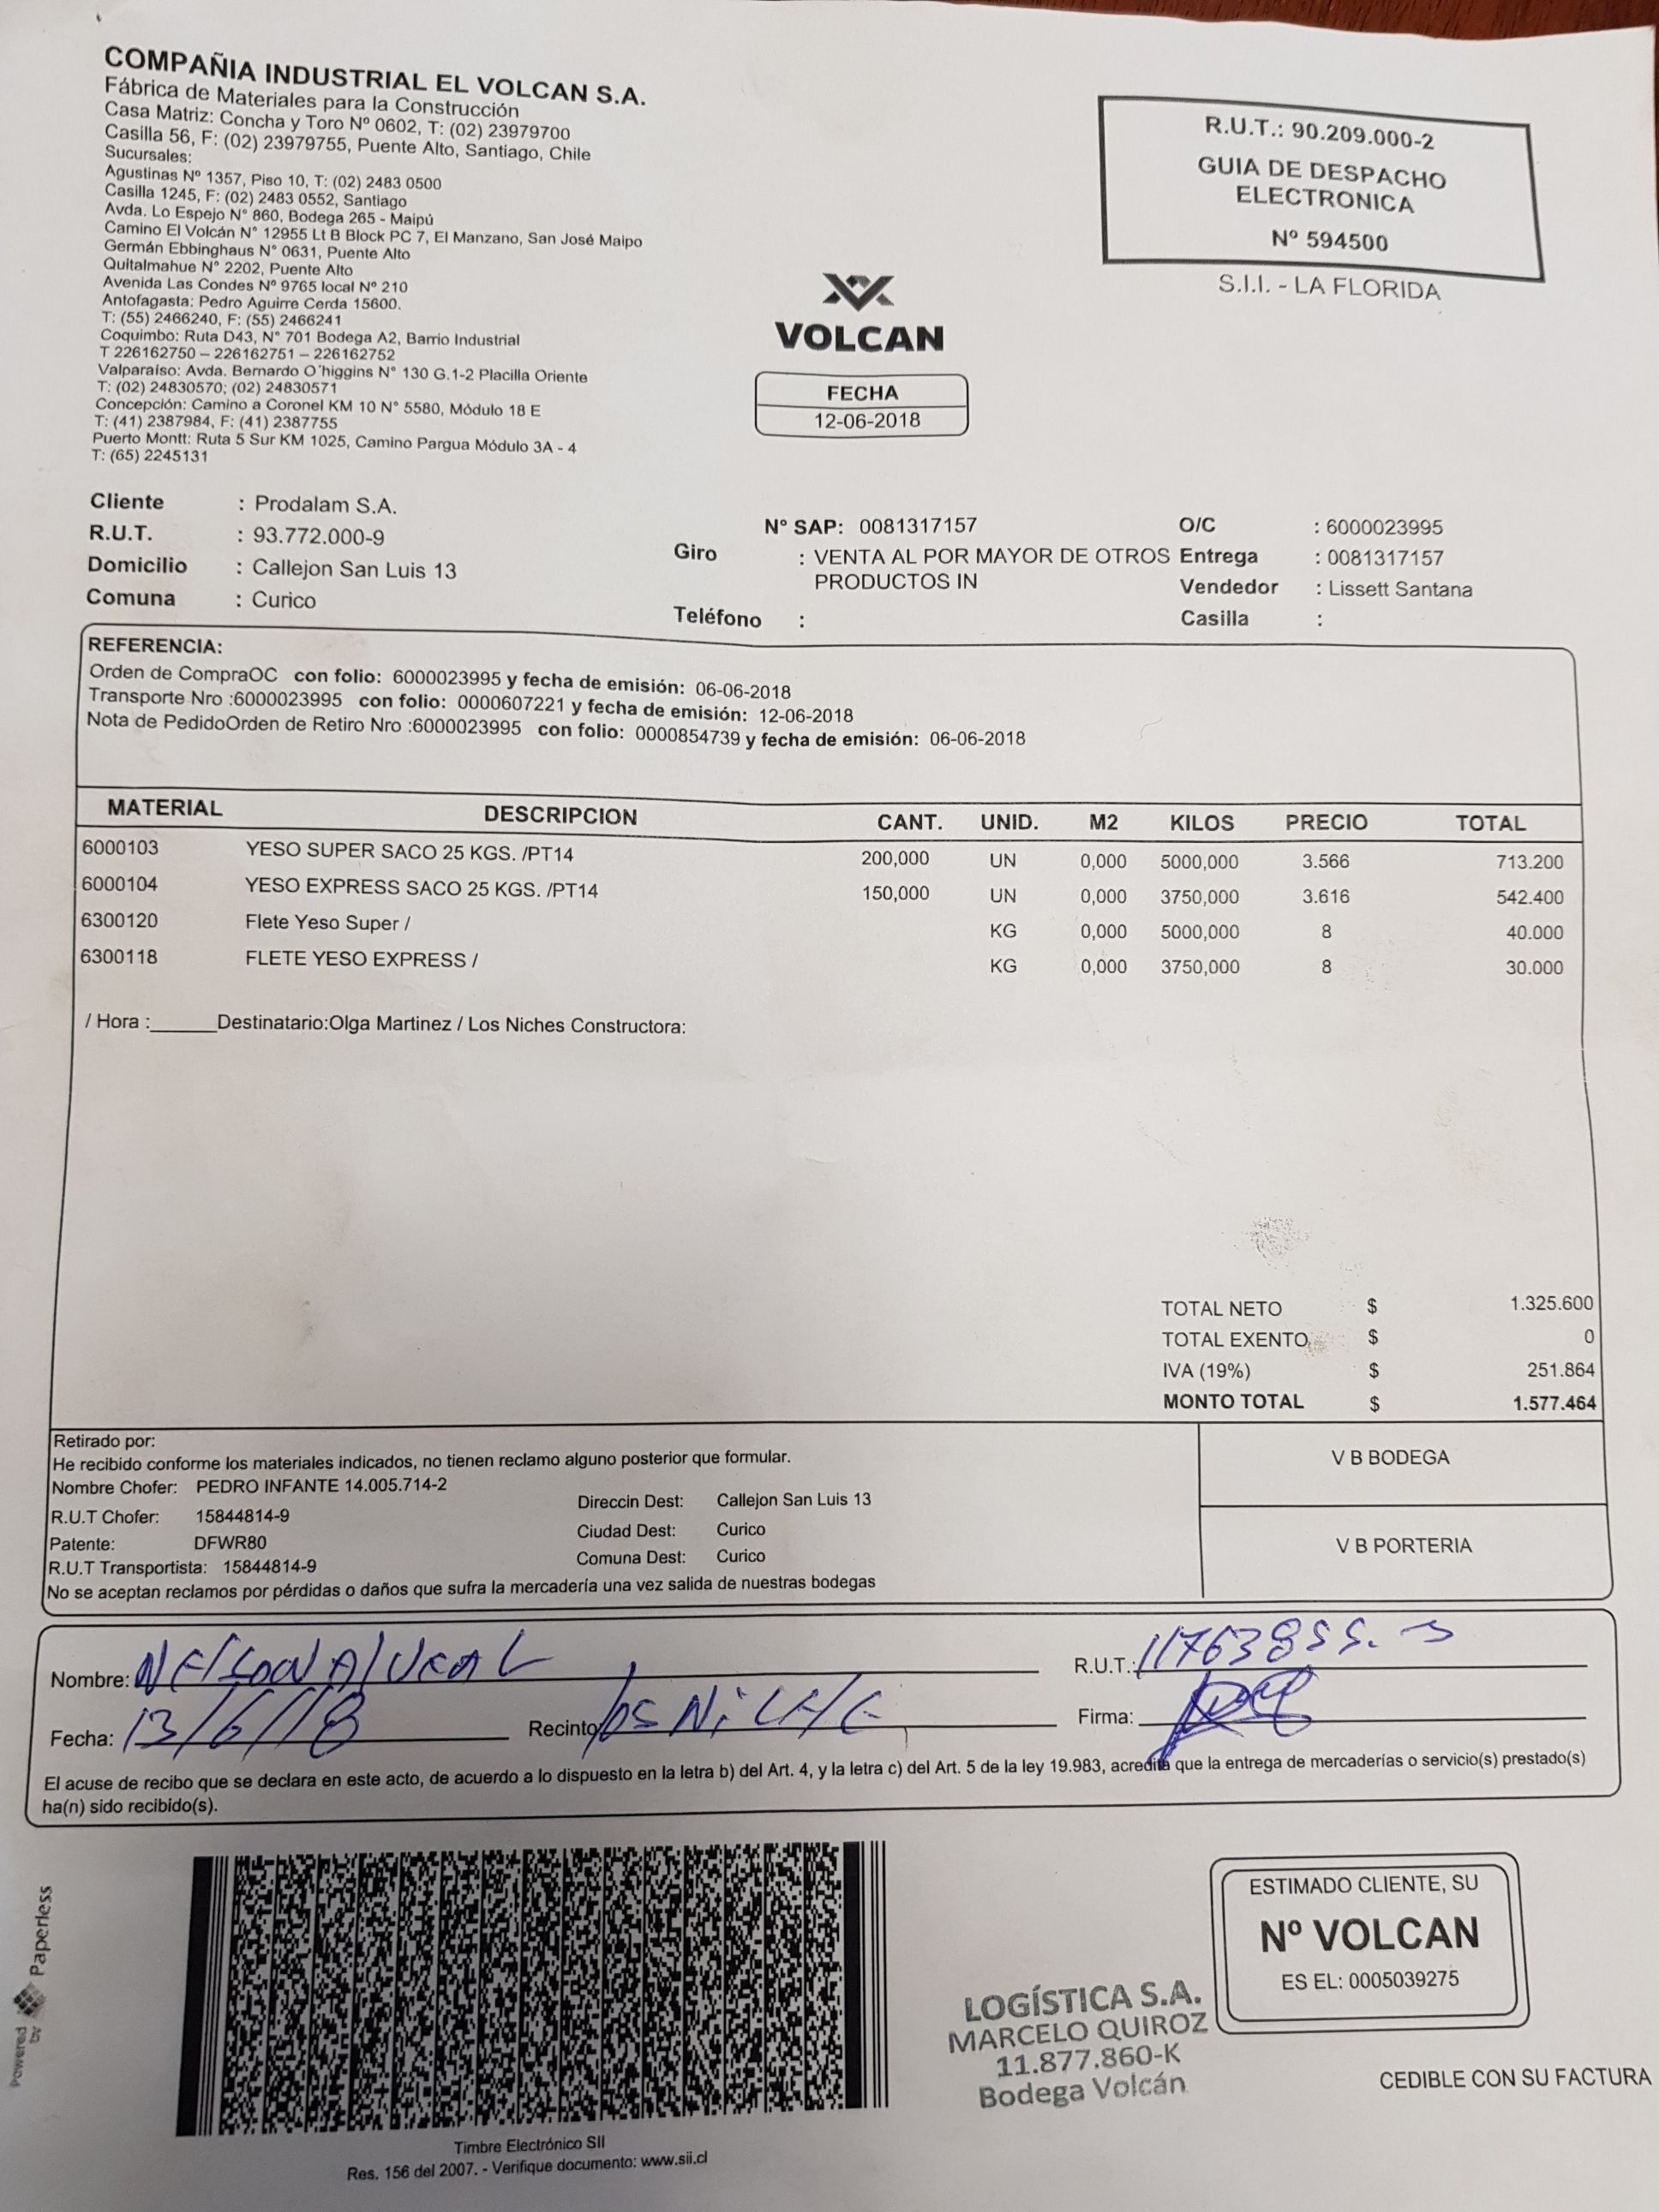 COMPAÑIA INDUSTRIAL EL VOLCAN S.A.
Fábrica de Materiales para la Construcción
Casa Matriz: Concha y Toro Nº 0602, T: (02) 23979700
Casilla 56, F: (02) 23979755, Puente Alto, Santiago, Chile
Sucursales:
Agustinas Nº 1357, Piso 10, T: (02) 2483 0500
Casilla 1245, F: (02) 2483 0552, Santiago
Avda. Lo Espejo N° 860, Bodega 265 - Maipú
Camino El Volcán N° 12955 Lt B Block PC 7, El Manzano, San José Maipo
Germán Ebbinghaus N° 0631, Puente Alto
Quitalmahue N° 2202, Puente Alto
Avenida Las Condes Nº 9765 local Nº 210
Antofagasta: Pedro Aguirre Cerda 15600.
T: (55) 2466240, F: (55) 2466241
Coquimbo: Ruta D43, N° 701 Bodega A2, Barrio Industrial
T 226162750 – 226162751 – 226162752
Valparaíso: Avda. Bernardo O´higgins N° 130 G.1-2 Placilla Oriente
T: (02) 24830570; (02) 24830571
Concepción: Camino a Coronel KM 10 N° 5580, Módulo 18 E
T: (41) 2387984, F: (41) 2387755
Puerto Montt: Ruta 5 Sur KM 1025, Camino Pargua Módulo 3A - 4
T: (65) 2245131
R.U.T.: 90.209.000-2
GUIA DE DESPACHO
ELECTRONICA
Nº 594500
S.I.I. - LA FLORIDA
VOLCAN
FECHA
12-06-2018
Cliente : Prodalam S.A.
R.U.T. : 93.772.000-9
Domicilio : Callejon San Luis 13
Comuna : Curico
N° SAP: 0081317157
Giro : VENTA AL POR MAYOR DE OTROS
PRODUCTOS IN
Teléfono :
O/C : 6000023995
Entrega : 0081317157
Vendedor : Lissett Santana
Casilla :
REFERENCIA:
Orden de CompraOC con folio: 6000023995 y fecha de emisión: 06-06-2018
Transporte Nro :6000023995 con folio: 0000607221 y fecha de emisión: 12-06-2018
Nota de PedidoOrden de Retiro Nro :6000023995 con folio: 0000854739 y fecha de emisión: 06-06-2018
MATERIAL DESCRIPCION CANT. UNID. M2 KILOS PRECIO TOTAL
6000103 YESO SUPER SACO 25 KGS. /PT14 200,000 UN 0,000 5000,000 3.566 713.200
6000104 YESO EXPRESS SACO 25 KGS. /PT14 150,000 UN 0,000 3750,000 3.616 542.400
6300120 Flete Yeso Super / KG 0,000 5000,000 8 40.000
6300118 FLETE YESO EXPRESS / KG 0,000 3750,000 8 30.000
/ Hora :______Destinatario:Olga Martinez / Los Niches Constructora:
TOTAL NETO $ 1.325.600
TOTAL EXENTO $ 0
IVA (19%) $ 251.864
MONTO TOTAL $ 1.577.464
Retirado por:
He recibido conforme los materiales indicados, no tienen reclamo alguno posterior que formular.
Nombre Chofer: PEDRO INFANTE 14.005.714-2
R.U.T Chofer: 15844814-9
Patente: DFWR80
R.U.T Transportista: 15844814-9
Direccin Dest: Callejon San Luis 13
Ciudad Dest: Curico
Comuna Dest: Curico
No se aceptan reclamos por pérdidas o daños que sufra la mercadería una vez salida de nuestras bodegas
V B BODEGA
V B PORTERIA
Nombre: NELSON
R.U.T.:
Fecha: 13/6/18 Recinto los Niche
Firma:
El acuse de recibo que se declara en este acto, de acuerdo a lo dispuesto en la letra b) del Art. 4, y la letra c) del Art. 5 de la ley 19.983, acredita que la entrega de mercaderías o servicio(s) prestado(s)
ha(n) sido recibido(s).
Powered by Paperless
Timbre Electrónico SII
Res. 156 del 2007. - Verifique documento: www.sii.cl
LOGÍSTICA S.A.
MARCELO QUIROZ
11.877.860-K
Bodega Volcán
ESTIMADO CLIENTE, SU
Nº VOLCAN
ES EL: 0005039275
CEDIBLE CON SU FACTURA